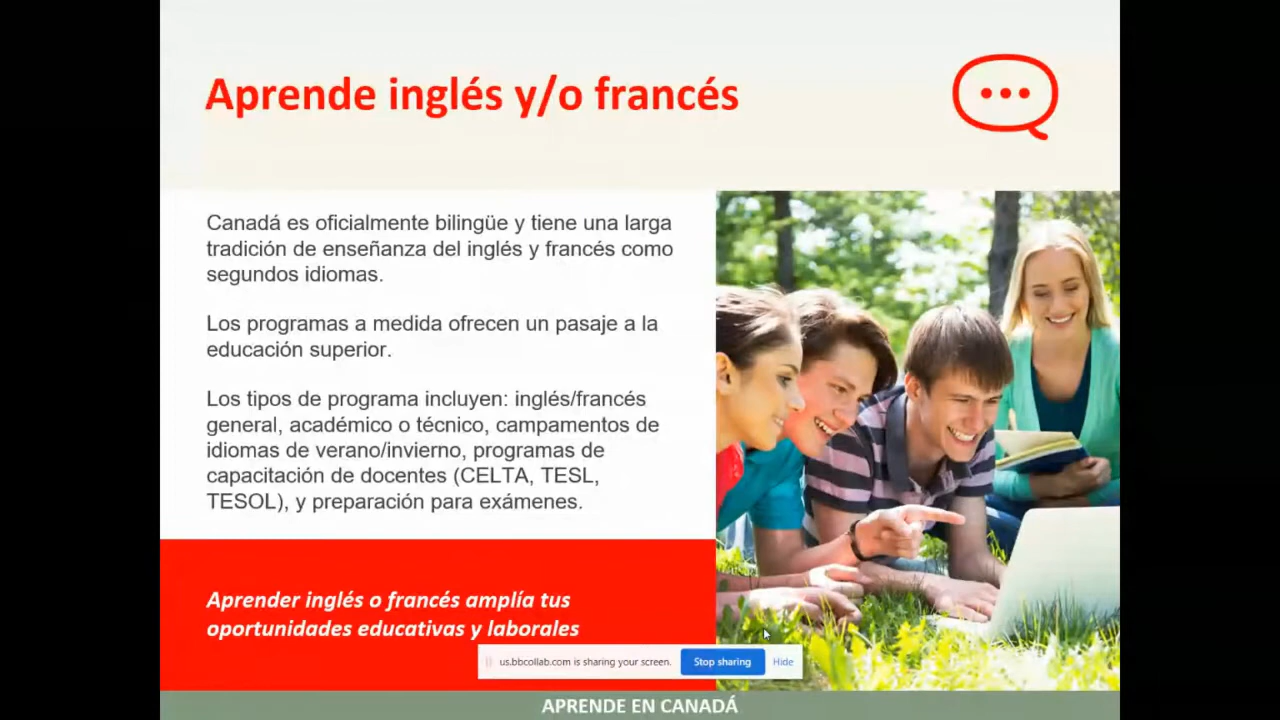 Aprende inglés y/o francés
Canadá es oficialmente bilingüe y tiene una larga
tradición de enseñanza del inglés y francés como
segundos idiomas.
Los programas a medida ofrecen un pasaje a la
educación superior.
Los tipos de programa incluyen: inglés/francés
general, académico o técnico, campamentos de
idiomas de verano/invierno, programas de
capacitación de docentes (CELTA, TESL,
TESOL), y preparación para exámenes.
Aprender inglés o francés amplía tus
oportunidades educativas y laborales
us.bbcollab.com is sharing your screen. Stop sharing Hide
APRENDE EN CANADÁ